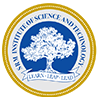 S.R.M INSTITUTE OF SCIENCE AND TECHNOLOGY
LEARN - LEAP - LEAD